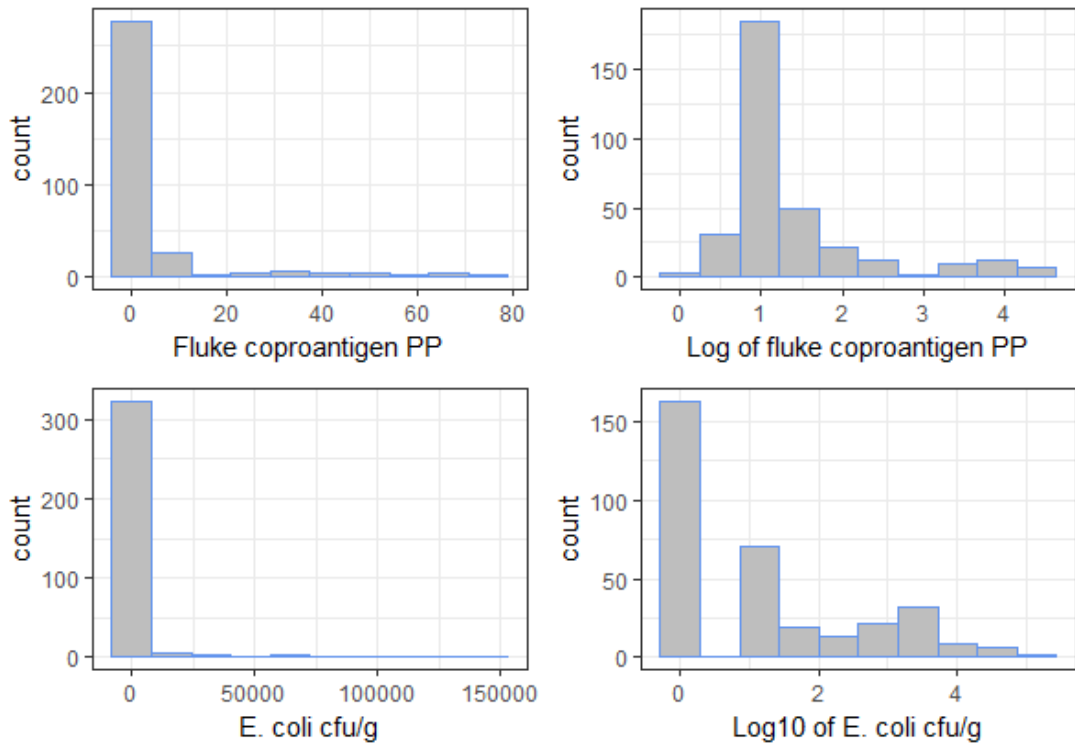 200
100
0
count
0 20 40 60 80
Fluke coproantigen PP
150
100
50
0
count
0 1 2 3 4
Log of fluke coproantigen PP
300
200
100
0
count
0 50000 100000 150000
E. coli cfu/g
150
100
50
0
count
0 2 4
Log10 of E. coli cfu/g